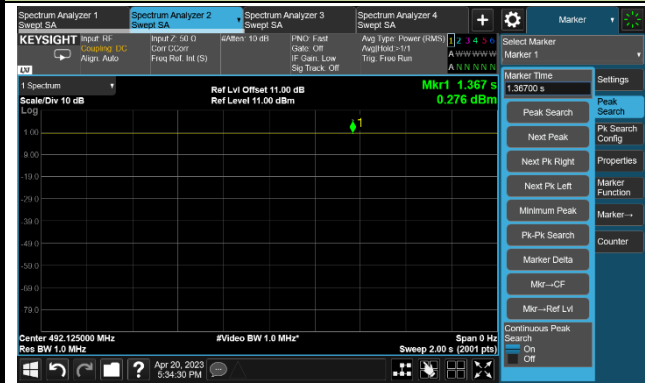 Spectrum Analyzer 1
Swept SA
Spectrum Analyzer 2
Swept SA
Spectrum Analyzer 3
Swept SA
Spectrum Analyzer 4
Swept SA
+
Marker
KEYSIGHT
LXI
Input: RF
Coupling: DC
Align: Auto
Input Z: 50 Ω
Corr CCorr
Freq Ref: Int (S)
#Atten: 10 dB
PNO: Fast
Gate: Off
IF Gain: Low
Sig Track: Off
Avg Type: Power (RMS)
Avg|Hold:>1/1
Trig: Free Run
1 2 3 4 5 6
A W W W W W
A N N N N N
Select Marker
Marker 1
1 Spectrum
Scale/Div 10 dB
Log
Ref Lvl Offset 11.00 dB
Ref Level 11.00 dBm
Mkr1 1.367 s
0.276 dBm
1
1.00
-9.00
-19.0
-29.0
-39.0
-49.0
-59.0
-69.0
-79.0
Center 492.125000 MHz
Res BW 1.0 MHz
#Video BW 1.0 MHz*
Span 0 Hz
Sweep 2.00 s (2001 pts)
Marker Time
1.36700 s
Peak Search
Next Peak
Next Pk Right
Next Pk Left
Minimum Peak
Pk-Pk Search
Marker Delta
Mkr→CF
Mkr→Ref Lvl
Continuous Peak
Search
On
Off
Settings
Peak
Search
Pk Search
Config
Properties
Marker
Function
Marker→
Counter
?
Apr 20, 2023
5:34:30 PM